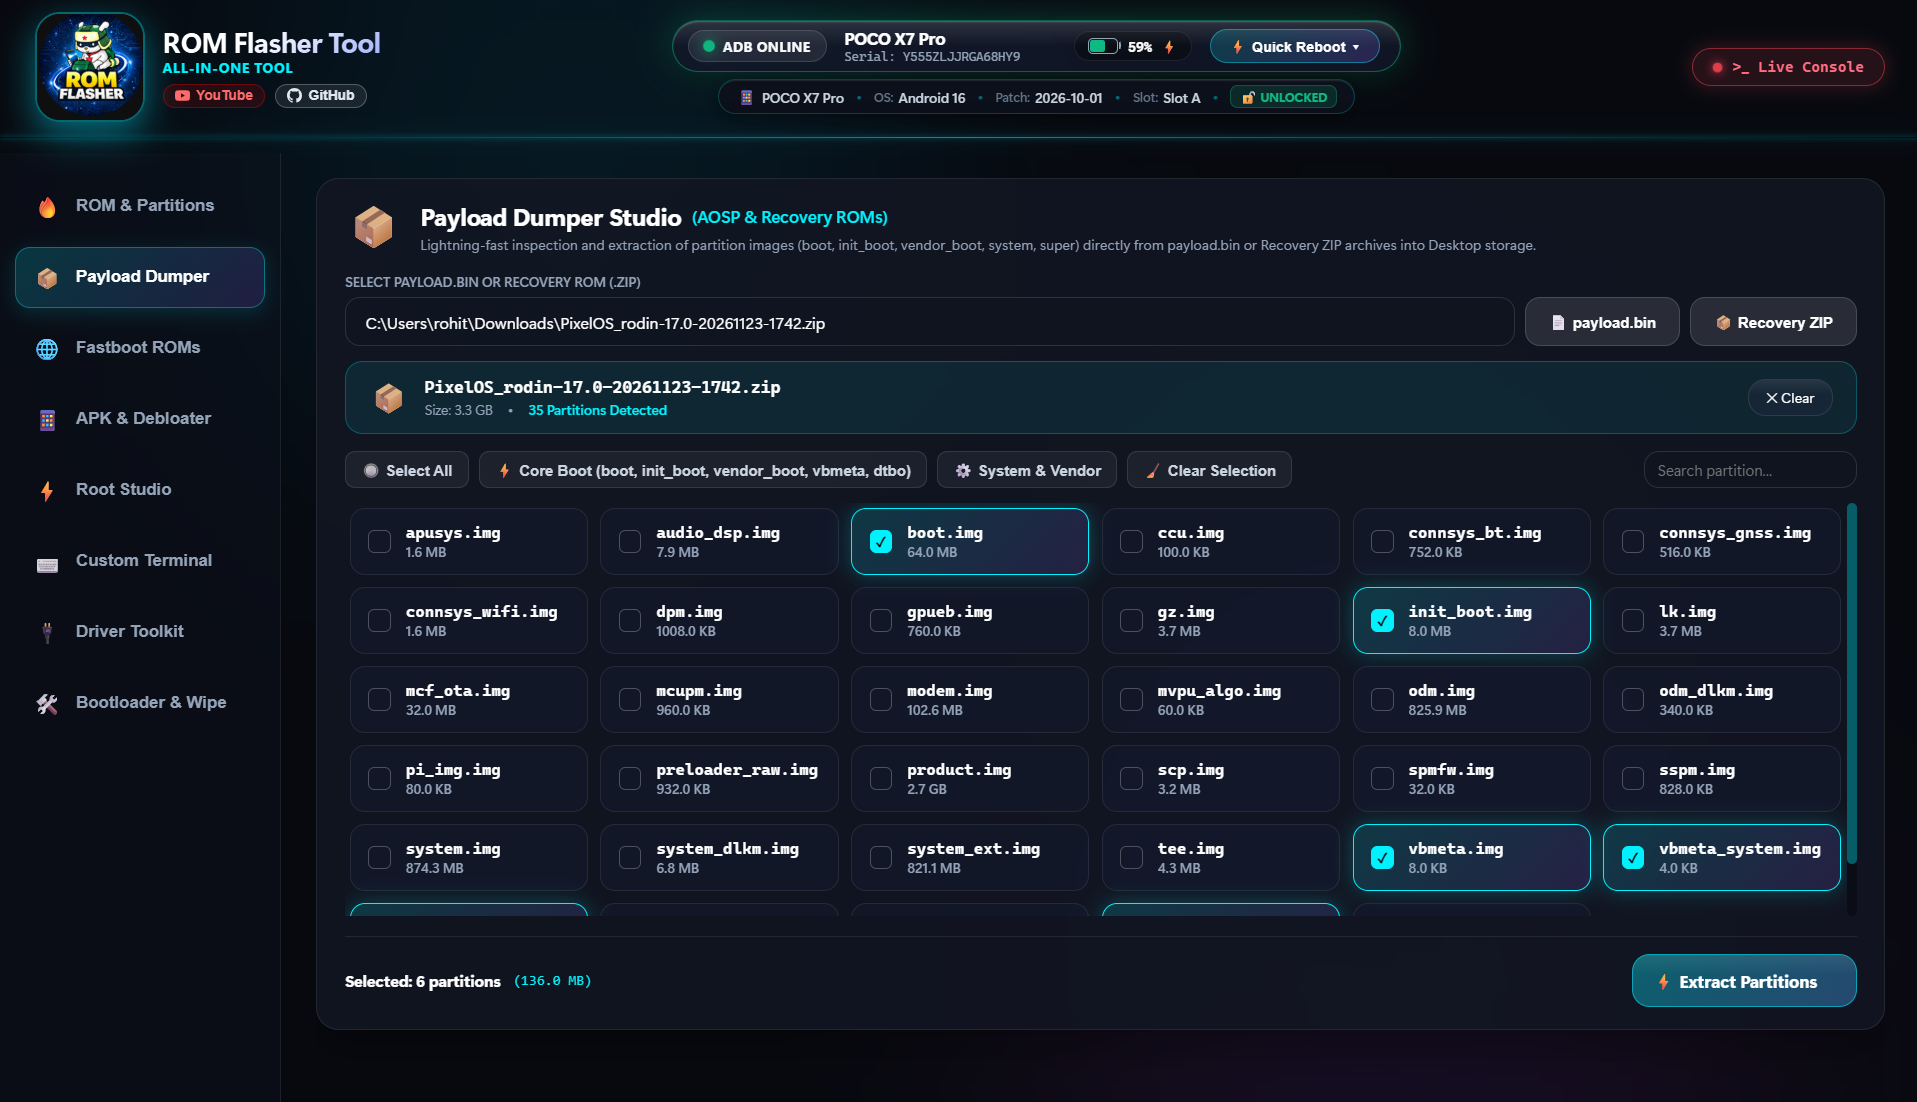 ROM FLASHER
ROM Flasher Tool
ALL-IN-ONE TOOL
YouTube
GitHub
ADB ONLINE
POCO X7 Pro
Serial: Y555ZLJJRGA68HY9
59%
Quick Reboot ▾
POCO X7 Pro • OS: Android 16 • Patch: 2026-10-01 • Slot: Slot A • UNLOCKED
>_ Live Console
ROM & Partitions
Payload Dumper
Fastboot ROMs
APK & Debloater
Root Studio
Custom Terminal
Driver Toolkit
Bootloader & Wipe
Payload Dumper Studio (AOSP & Recovery ROMs)
Lightning-fast inspection and extraction of partition images (boot, init_boot, vendor_boot, system, super) directly from payload.bin or Recovery ZIP archives into Desktop storage.
SELECT PAYLOAD.BIN OR RECOVERY ROM (.ZIP)
C:\Users\rohit\Downloads\PixelOS_rodin-17.0-20261123-1742.zip
payload.bin
Recovery ZIP
PixelOS_rodin-17.0-20261123-1742.zip
Size: 3.3 GB • 35 Partitions Detected
✕ Clear
Select All
Core Boot (boot, init_boot, vendor_boot, vbmeta, dtbo)
System & Vendor
Clear Selection
Search partition...
apusys.img
1.6 MB
audio_dsp.img
7.9 MB
boot.img
64.0 MB
ccu.img
100.0 KB
connsys_bt.img
752.0 KB
connsys_gnss.img
516.0 KB
connsys_wifi.img
1.6 MB
dpm.img
1008.0 KB
gpueb.img
760.0 KB
gz.img
3.7 MB
init_boot.img
8.0 MB
lk.img
3.7 MB
mcf_ota.img
32.0 MB
mcupm.img
960.0 KB
modem.img
102.6 MB
mvpu_algo.img
60.0 KB
odm.img
825.9 MB
odm_dlkm.img
340.0 KB
pi_img.img
80.0 KB
preloader_raw.img
932.0 KB
product.img
2.7 GB
scp.img
3.2 MB
spmfw.img
32.0 KB
sspm.img
828.0 KB
system.img
874.3 MB
system_dlkm.img
6.8 MB
system_ext.img
821.1 MB
tee.img
4.3 MB
vbmeta.img
8.0 KB
vbmeta_system.img
4.0 KB
Selected: 6 partitions (136.0 MB)
Extract Partitions